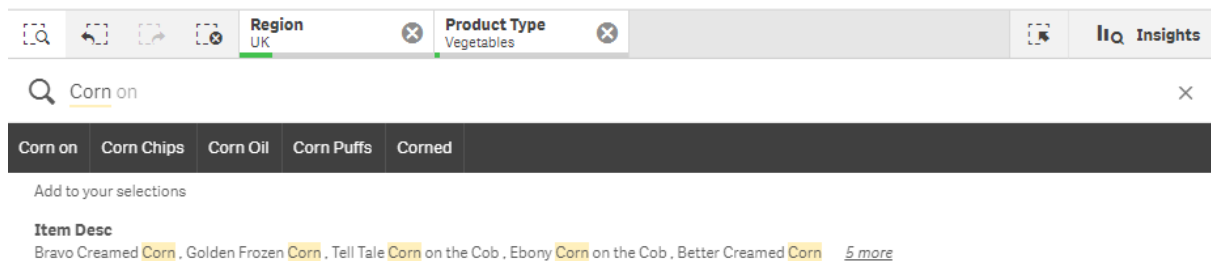 Region
UK
Product Type
Vegetables
Insights
Corn on
Corn on Corn Chips Corn Oil Corn Puffs Corned
Add to your selections
Item Desc
Bravo Creamed Corn , Golden Frozen Corn , Tell Tale Corn on the Cob , Ebony Corn on the Cob , Better Creamed Corn 5 more